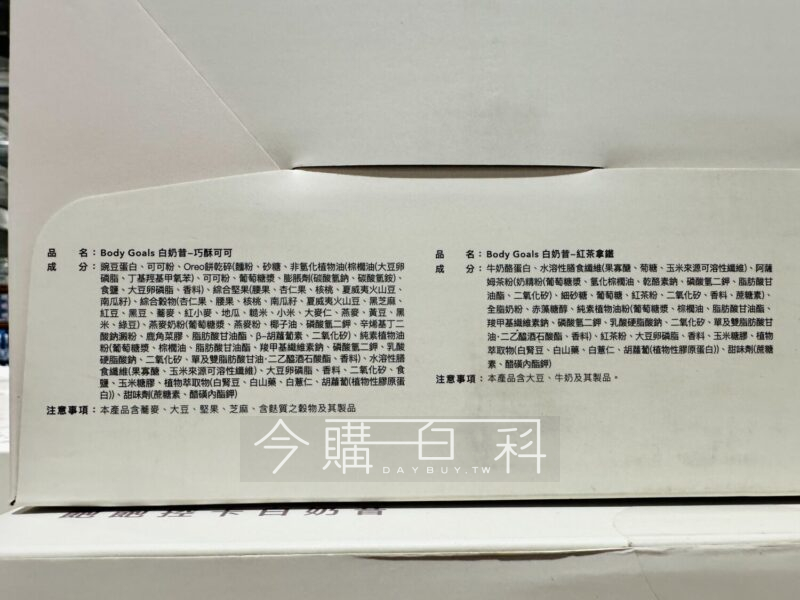 品　　名：Body Goals 白奶昔–巧酥可可
成　　分：豌豆蛋白、可可粉、Oreo餅乾碎(麵粉、砂糖、非氫化植物油(棕櫚油(大豆卵
磷脂、丁基羥基甲氧苯)、可可粉、葡萄糖漿、膨脹劑(碳酸氫鈉、碳酸氫銨)、
食鹽、大豆卵磷脂、香料)、綜合堅果(腰果、杏仁果、核桃、夏威夷火山豆、
南瓜籽)、綜合穀物(杏仁果、腰果、核桃、南瓜籽、夏威夷火山豆、黑芝麻、
紅豆、黑豆、蕎麥、紅小麥、地瓜、糙米、小米、大麥仁、燕麥、黃豆、黑
米、綠豆)、燕麥奶粉(葡萄糖漿、燕麥粉、椰子油、磷酸氫二鉀、辛烯基丁二
酸鈉澱粉、鹿角菜膠、脂肪酸甘油酯、β–胡蘿蔔素、二氧化矽)、純素植物油
粉(葡萄糖漿、棕櫚油、脂肪酸甘油酯、羧甲基纖維素鈉、磷酸氫二鉀、乳酸
硬脂酸鈉、二氧化矽、單及雙脂肪酸甘油·二乙醯酒石酸酯、香料)、水溶性膳
食纖維(果寡醣、玉米來源可溶性纖維)、大豆卵磷脂、香料、二氧化矽、食
鹽、玉米糖膠、植物萃取物(白腎豆、白山藥、白薏仁、胡蘿蔔(植物性膠原蛋
白))、甜味劑(蔗糖素、醋磺內酯鉀)
注意事項：本產品含蕎麥、大豆、堅果、芝麻、含麩質之穀物及其製品
品　　名：Body Goals 白奶昔–紅茶拿鐵
成　　分：牛奶酪蛋白、水溶性膳食纖維(果寡醣、菊糖、玉米來源可溶性纖維)、阿薩
姆茶粉(奶精粉(葡萄糖漿、氫化棕櫚油、乾酪素鈉、磷酸氫二鉀、脂肪酸甘
油酯、二氧化矽)、細砂糖、葡萄糖、紅茶粉、二氧化矽、香料、蔗糖素)、
全脂奶粉、赤藻糖醇、純素植物油粉(葡萄糖漿、棕櫚油、脂肪酸甘油酯、
羧甲基纖維素鈉、磷酸氫二鉀、乳酸硬脂酸鈉、二氧化矽、單及雙脂肪酸甘
油·二乙醯酒石酸酯、香料)、紅茶粉、大豆卵磷脂、香料、玉米糖膠、植物
萃取物(白腎豆、白山藥、白薏仁、胡蘿蔔(植物性膠原蛋白))、甜味劑(蔗糖
素、醋磺內酯鉀)
注意事項：本產品含大豆、牛奶及其製品。
今購百科
DAYBUY.TW